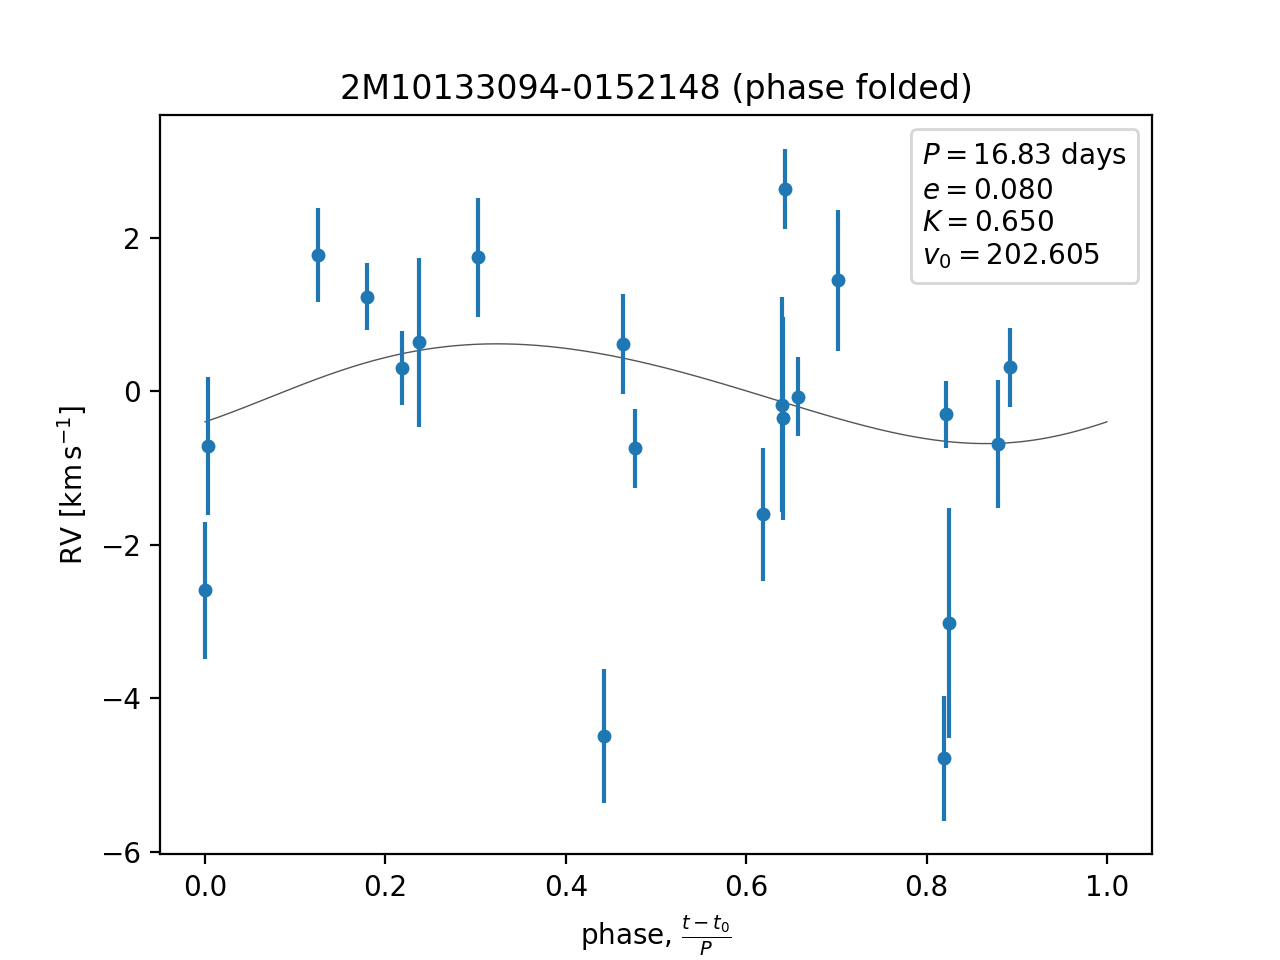 2M10133094-0152148 (phase folded)
P = 16.83 days
e = 0.080
K = 0.650
v₀ = 202.605
2
0
−2
−4
−6
RV [km s⁻¹]
0.0 0.2 0.4 0.6 0.8 1.0
phase, (t − t₀)/P